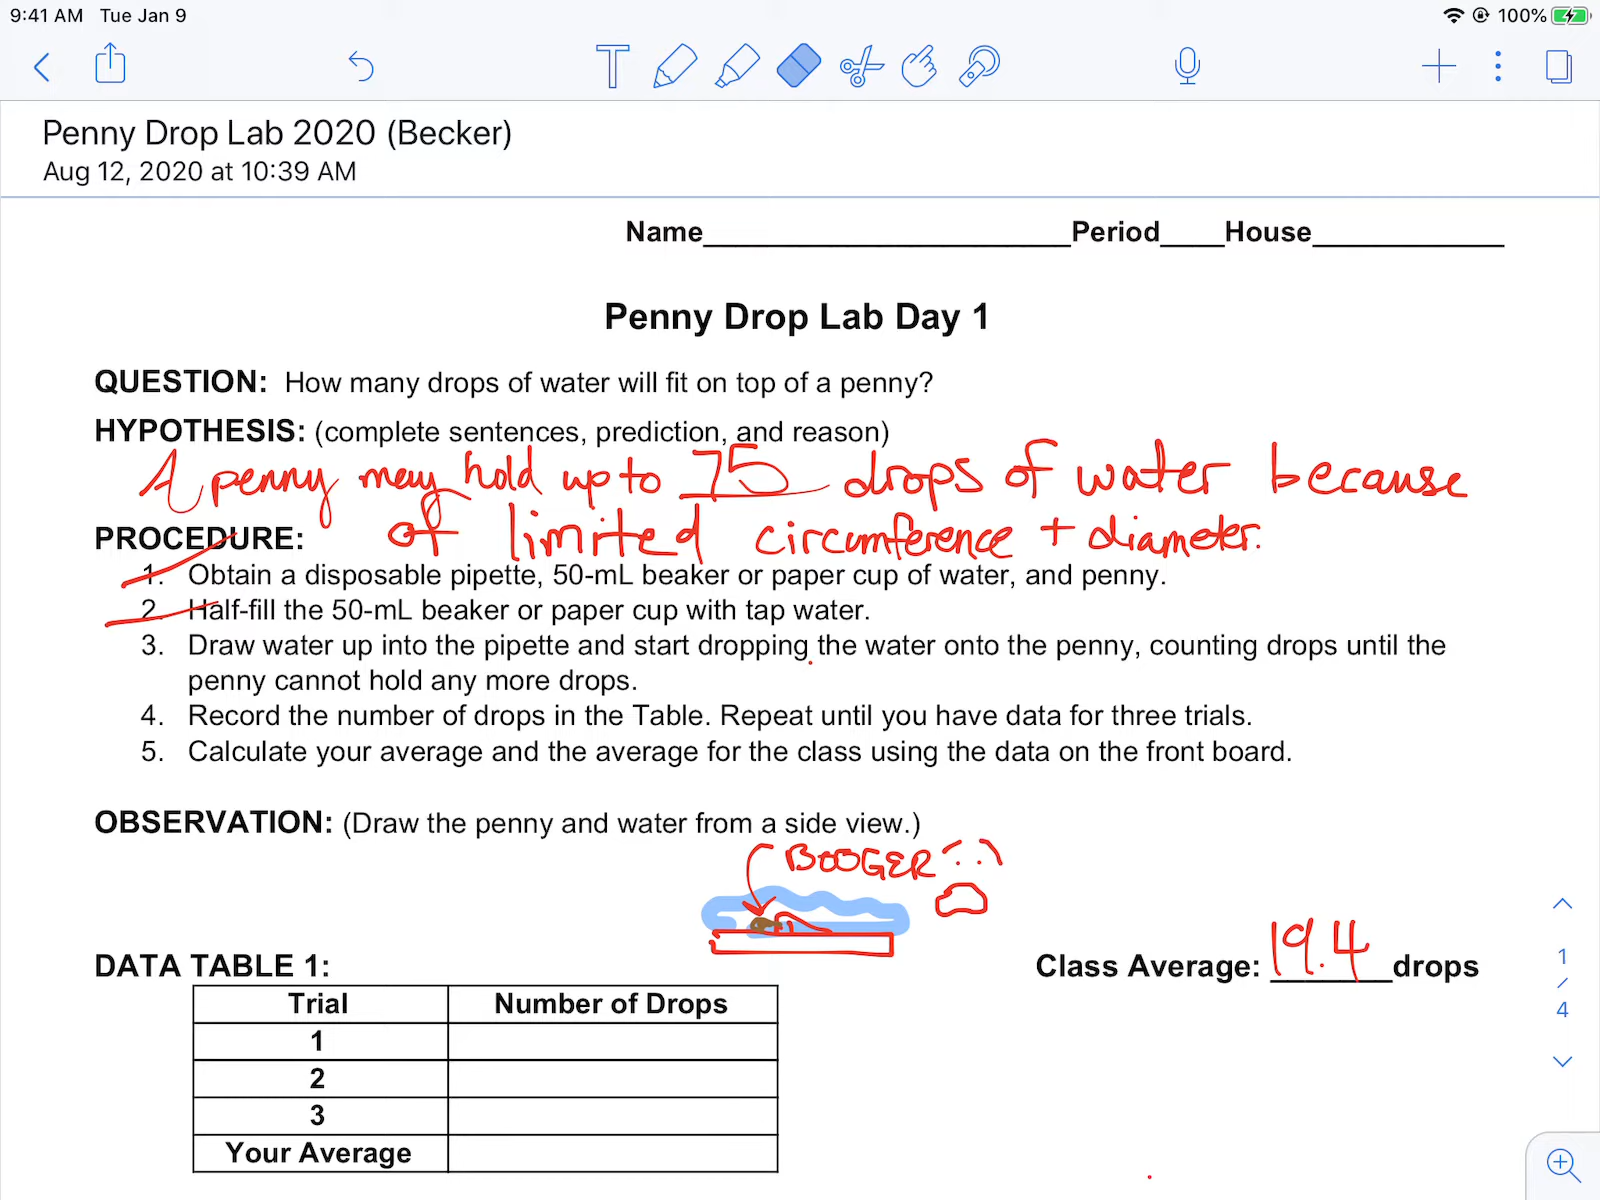 9:41 AM Tue Jan 9 100%
T
Penny Drop Lab 2020 (Becker)
Aug 12, 2020 at 10:39 AM
Name__________Period____House__________
Penny Drop Lab Day 1
QUESTION: How many drops of water will fit on top of a penny?
HYPOTHESIS: (complete sentences, prediction, and reason)
A penny may hold up to 75 drops of water because
of limited circumference + diameter.
PROCEDURE:
1. Obtain a disposable pipette, 50-mL beaker or paper cup of water, and penny.
2. Half-fill the 50-mL beaker or paper cup with tap water.
3. Draw water up into the pipette and start dropping the water onto the penny, counting drops until the
penny cannot hold any more drops.
4. Record the number of drops in the Table. Repeat until you have data for three trials.
5. Calculate your average and the average for the class using the data on the front board.
OBSERVATION: (Draw the penny and water from a side view.)
BOOGER
DATA TABLE 1:
Class Average: 19.4 drops
Trial Number of Drops
1
2
3
Your Average
1
/
4